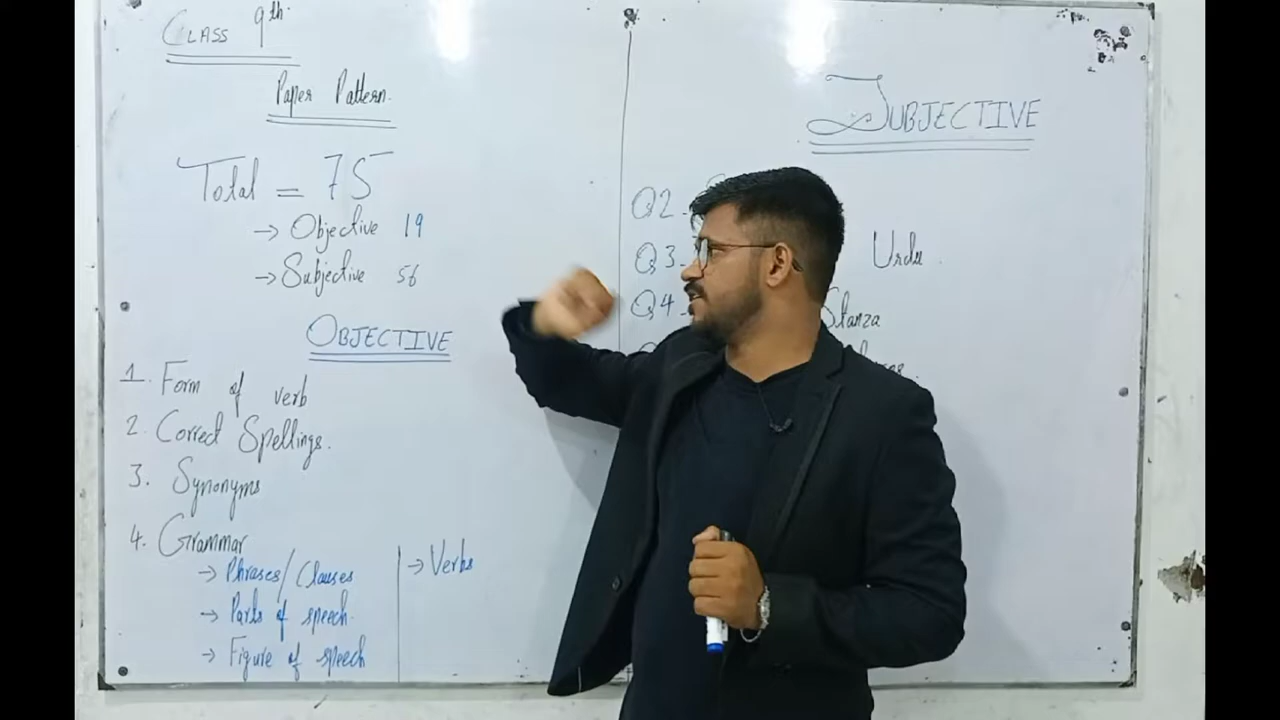 CLASS 9th
Paper Pattern.
Total = 75
→ Objective 19
→ Subjective 56
OBJECTIVE
1. Form of verb
2. Correct Spellings.
3. Synonyms
4. Grammar
→ Phrases/Clauses
→ Parts of speech.
→ Figure of speech
→ Verbs
SUBJECTIVE
Q2.
Q3. Urdu.
Q4. Stanza